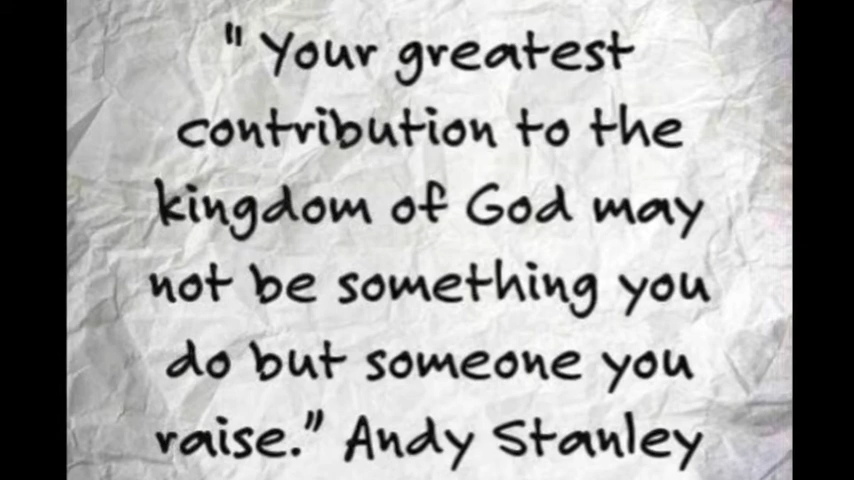 " Your greatest
contribution to the
kingdom of God may
not be something you
do but someone you
raise." Andy Stanley